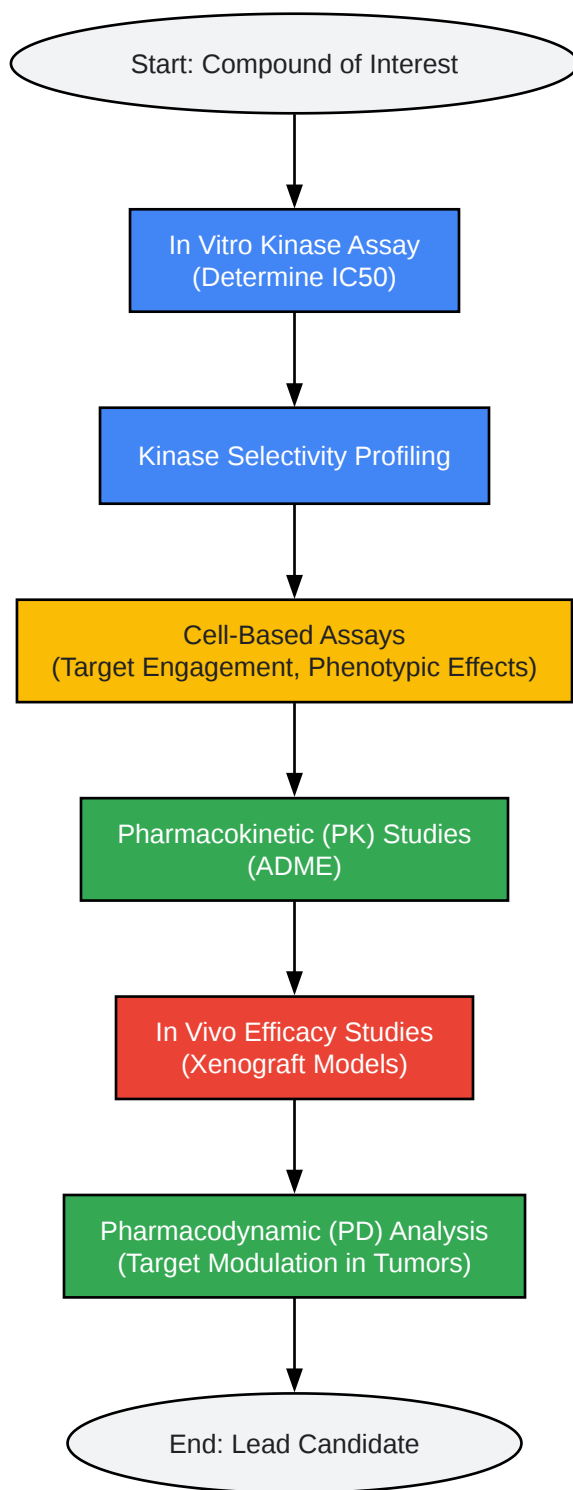 Start: Compound of Interest
In Vitro Kinase Assay
(Determine IC50)
Kinase Selectivity Profiling
Cell-Based Assays
(Target Engagement, Phenotypic Effects)
Pharmacokinetic (PK) Studies
(ADME)
In Vivo Efficacy Studies
(Xenograft Models)
Pharmacodynamic (PD) Analysis
(Target Modulation in Tumors)
End: Lead Candidate